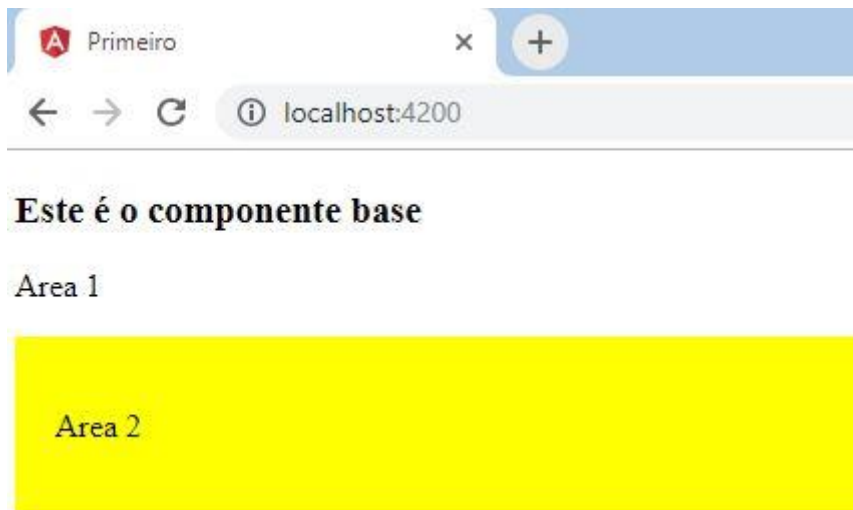 Primeiro
localhost:4200
Este é o componente base
Area 1
Area 2